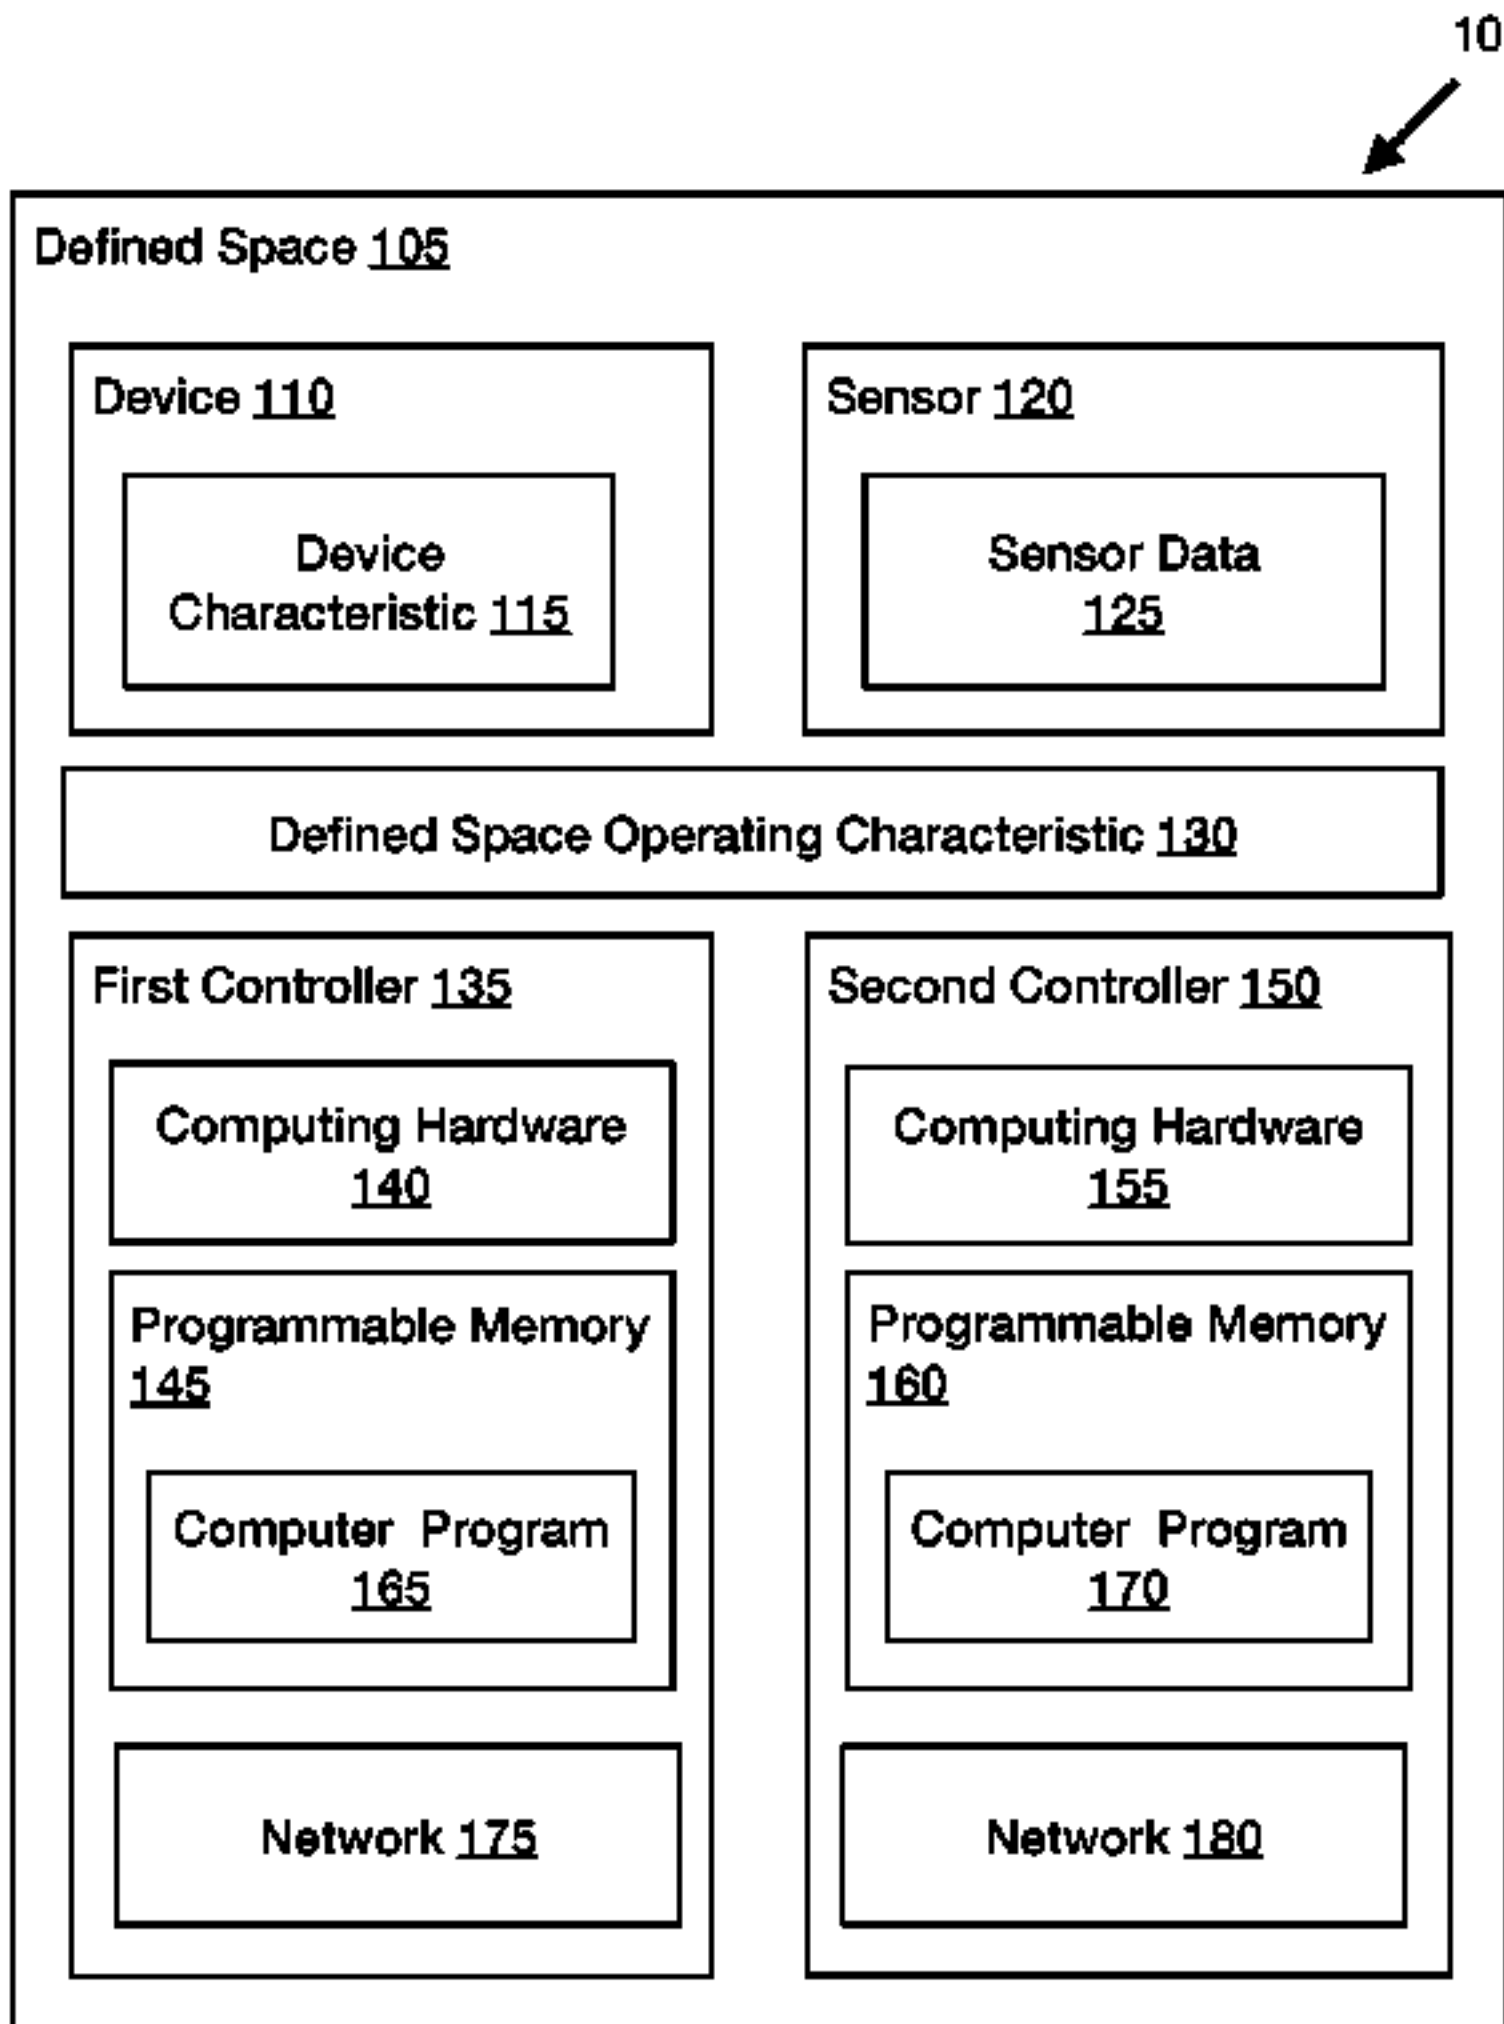 10
Defined Space 105
Device 110
Device
Characteristic 115
Sensor 120
Sensor Data
125
Defined Space Operating Characteristic 130
First Controller 135
Computing Hardware
140
Programmable Memory
145
Computer Program
165
Network 175
Second Controller 150
Computing Hardware
155
Programmable Memory
160
Computer Program
170
Network 180